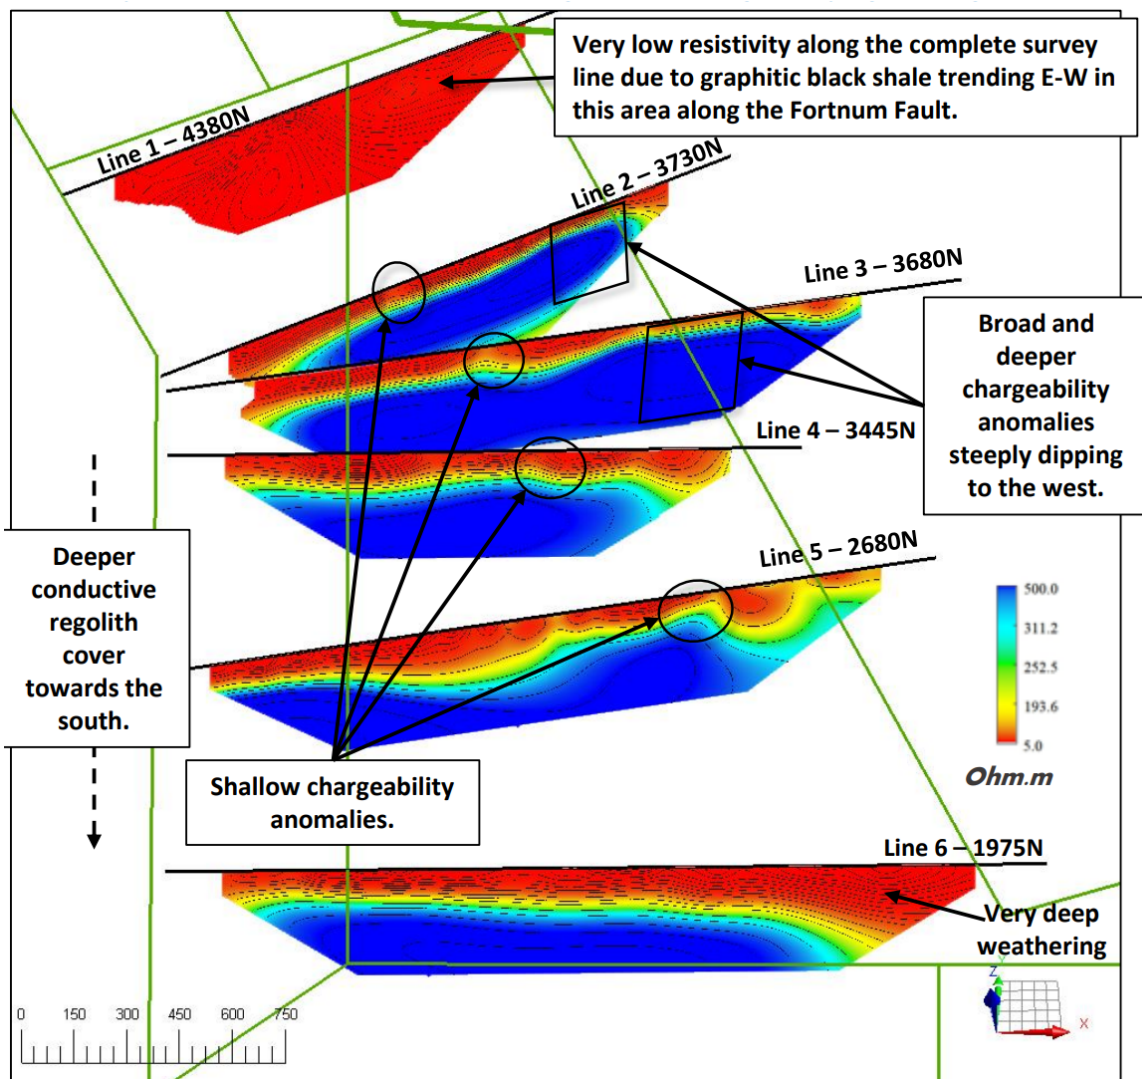 Very low resistivity along the complete survey
line due to graphitic black shale trending E-W in
this area along the Fortnum Fault.
Line 1 – 4380N
Line 2 – 3730N
Line 3 – 3680N
Broad and
deeper
chargeability
anomalies
steeply dipping
to the west.
Line 4 – 3445N
Line 5 – 2680N
Deeper
conductive
regolith
cover
towards the
south.
500.0
311.2
252.5
193.6
5.0
Ohm.m
Shallow chargeability
anomalies.
Line 6 – 1975N
Very deep
weathering
0 150 300 450 600 750
Z
Y
X